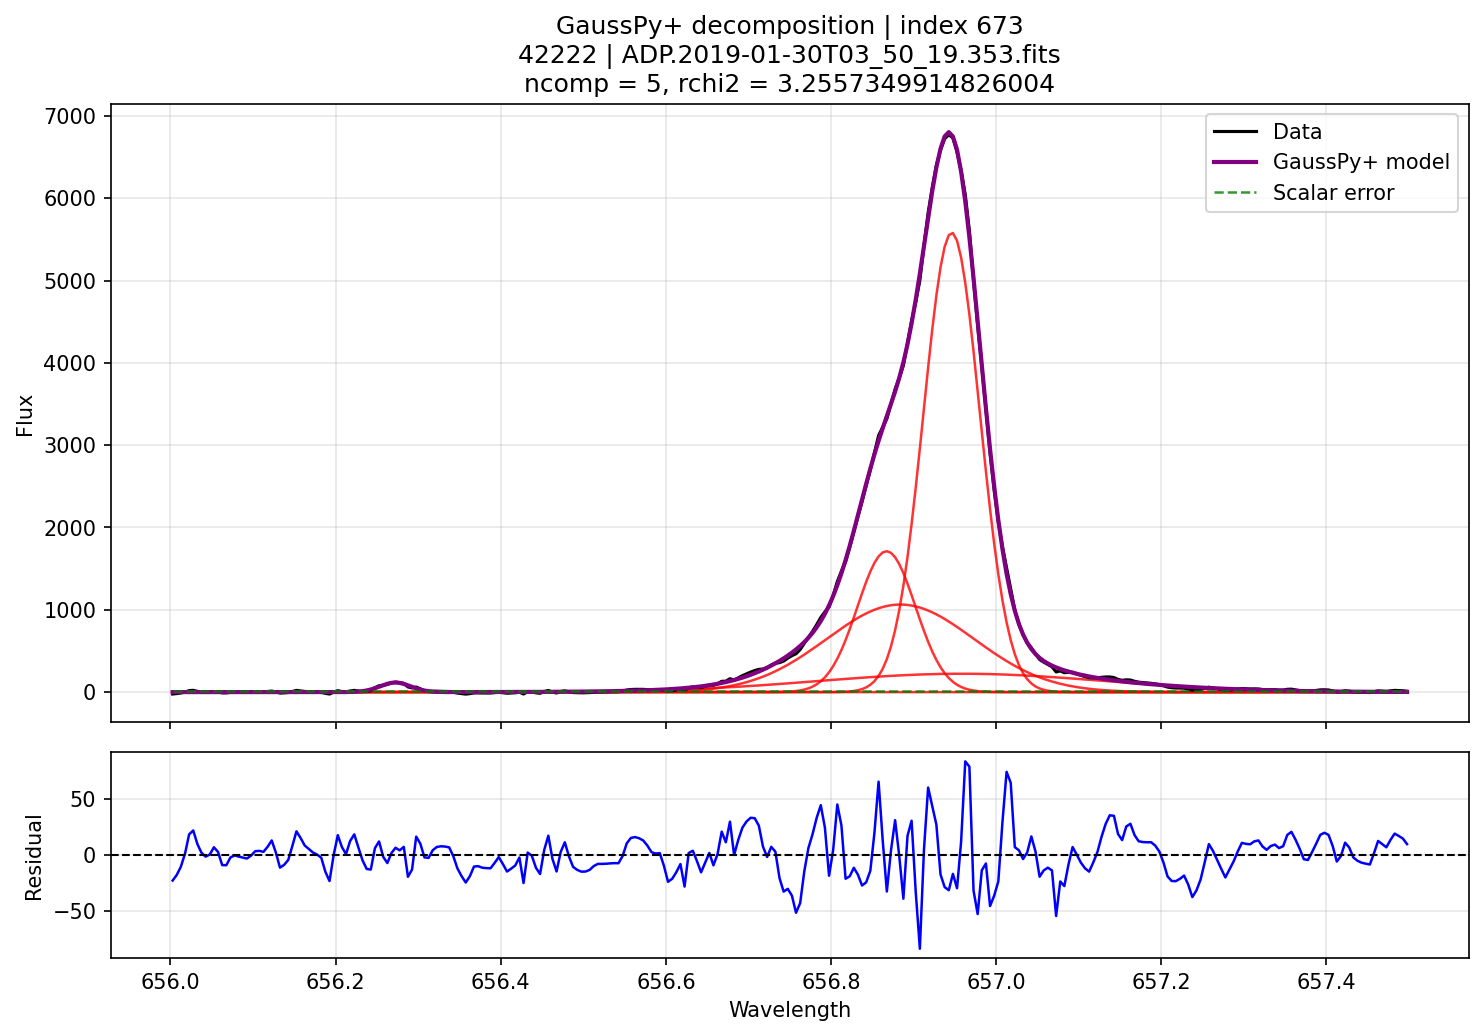 GaussPy+ decomposition | index 673
42222 | ADP.2019-01-30T03_50_19.353.fits
ncomp = 5, rchi2 = 3.2557349914826004
Data
GaussPy+ model
Scalar error
Flux
7000
6000
5000
4000
3000
2000
1000
0
Residual
50
0
−50
656.0
656.2
656.4
656.6
656.8
657.0
657.2
657.4
Wavelength